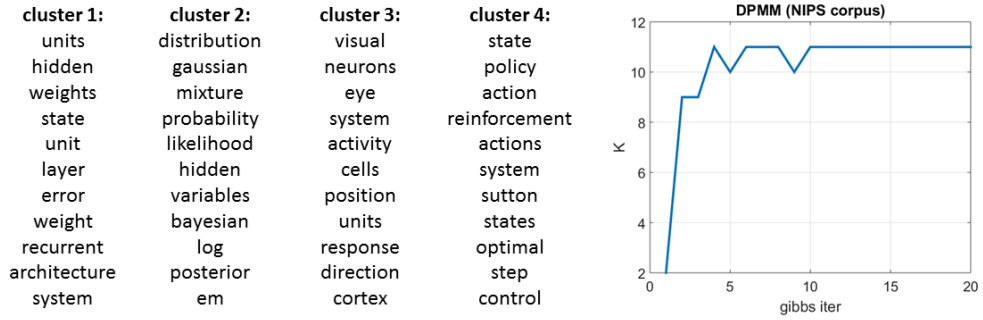 cluster 1: cluster 2: cluster 3: cluster 4:
units distribution visual state
hidden gaussian neurons policy
weights mixture eye action
state probability system reinforcement
unit likelihood activity actions
layer hidden cells system
error variables position sutton
weight bayesian units states
recurrent log response optimal
architecture posterior direction step
system em cortex control
DPMM (NIPS corpus)
12
10
8
6
4
2
K
0 5 10 15 20
gibbs iter